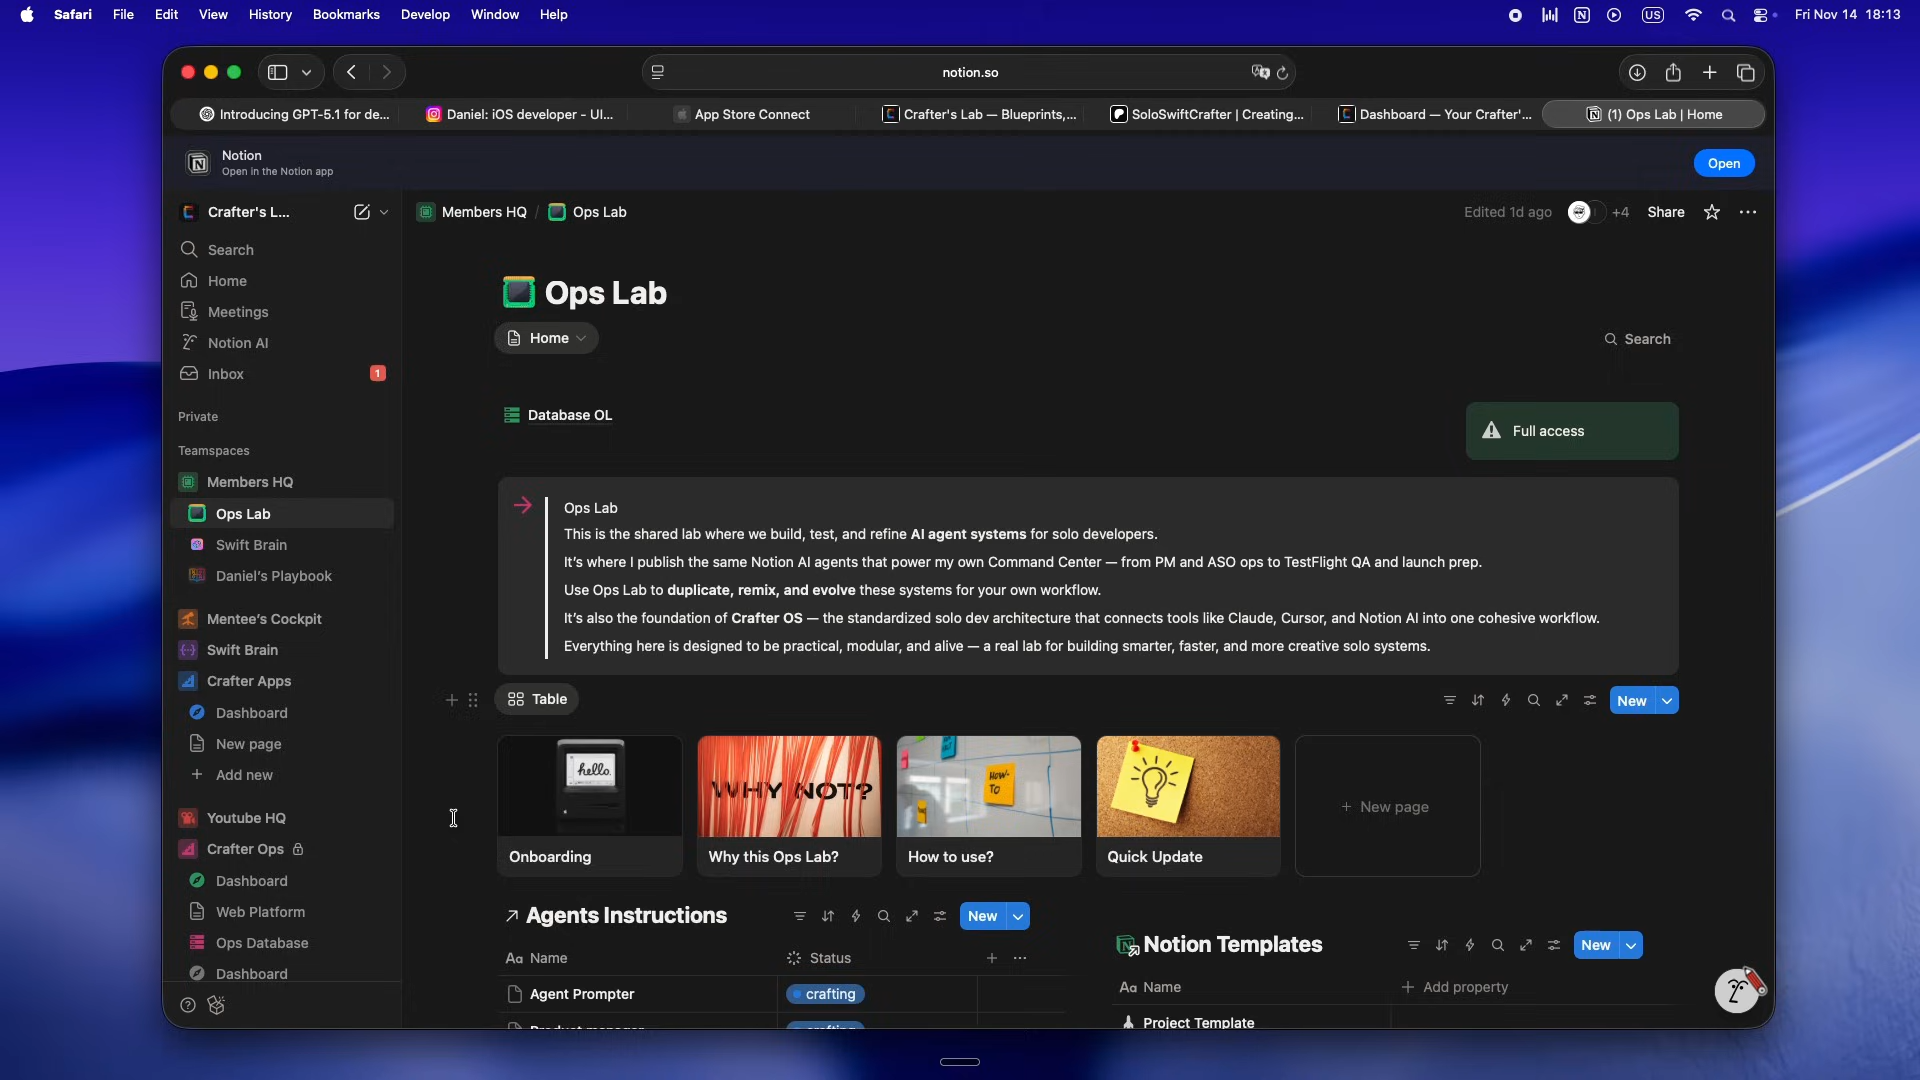 Safari File Edit View History Bookmarks Develop Window Help
US Fri Nov 14 18:13
notion.so
Introducing GPT-5.1 for de...
Daniel: iOS developer - UI...
App Store Connect
Crafter's Lab — Blueprints,...
SoloSwiftCrafter | Creating...
Dashboard — Your Crafter'...
(1) Ops Lab | Home
Notion
Open in the Notion app
Open
Crafter's L...
Search
Home
Meetings
Notion AI
Inbox
1
Private
Teamspaces
Members HQ
Ops Lab
Swift Brain
Daniel's Playbook
Mentee's Cockpit
Swift Brain
Crafter Apps
Dashboard
New page
+ Add new
Youtube HQ
Crafter Ops
Dashboard
Web Platform
Ops Database
Dashboard
Members HQ / Ops Lab
Edited 1d ago +4 Share
Ops Lab
Home
Search
Database OL
Full access
Ops Lab
This is the shared lab where we build, test, and refine AI agent systems for solo developers.
It's where I publish the same Notion AI agents that power my own Command Center — from PM and ASO ops to TestFlight QA and launch prep.
Use Ops Lab to duplicate, remix, and evolve these systems for your own workflow.
It's also the foundation of Crafter OS — the standardized solo dev architecture that connects tools like Claude, Cursor, and Notion AI into one cohesive workflow.
Everything here is designed to be practical, modular, and alive — a real lab for building smarter, faster, and more creative solo systems.
Table
New
hello.
WHY NOT?
HOW-
TO
Onboarding
Why this Ops Lab?
How to use?
Quick Update
+ New page
Agents Instructions
New
Aa Name
Status
Agent Prompter
crafting
Product manager
crafting
Notion Templates
New
Aa Name
+ Add property
Project Template